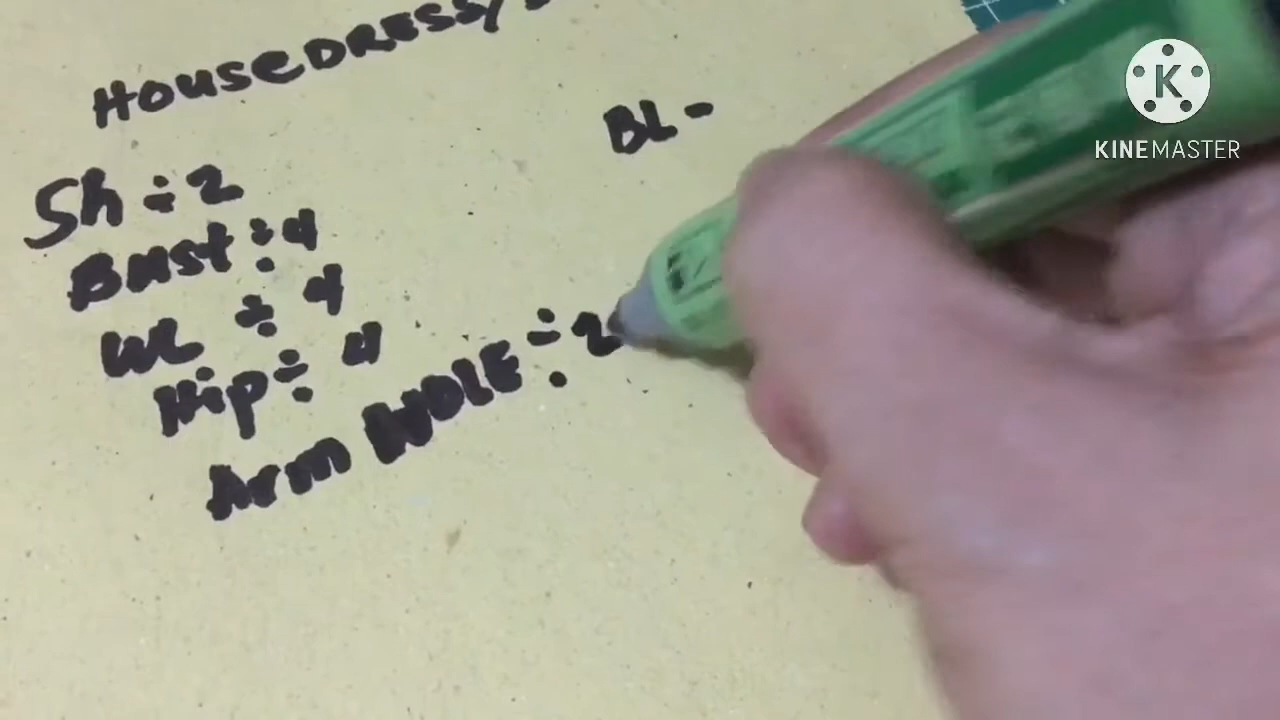 HOUSEDRESS/
BL -
Sh ÷ 2
Bust ÷ 4
WL ÷ 4
Hip ÷ 4
Arm HOLE ÷ 2
K
KINEMASTER